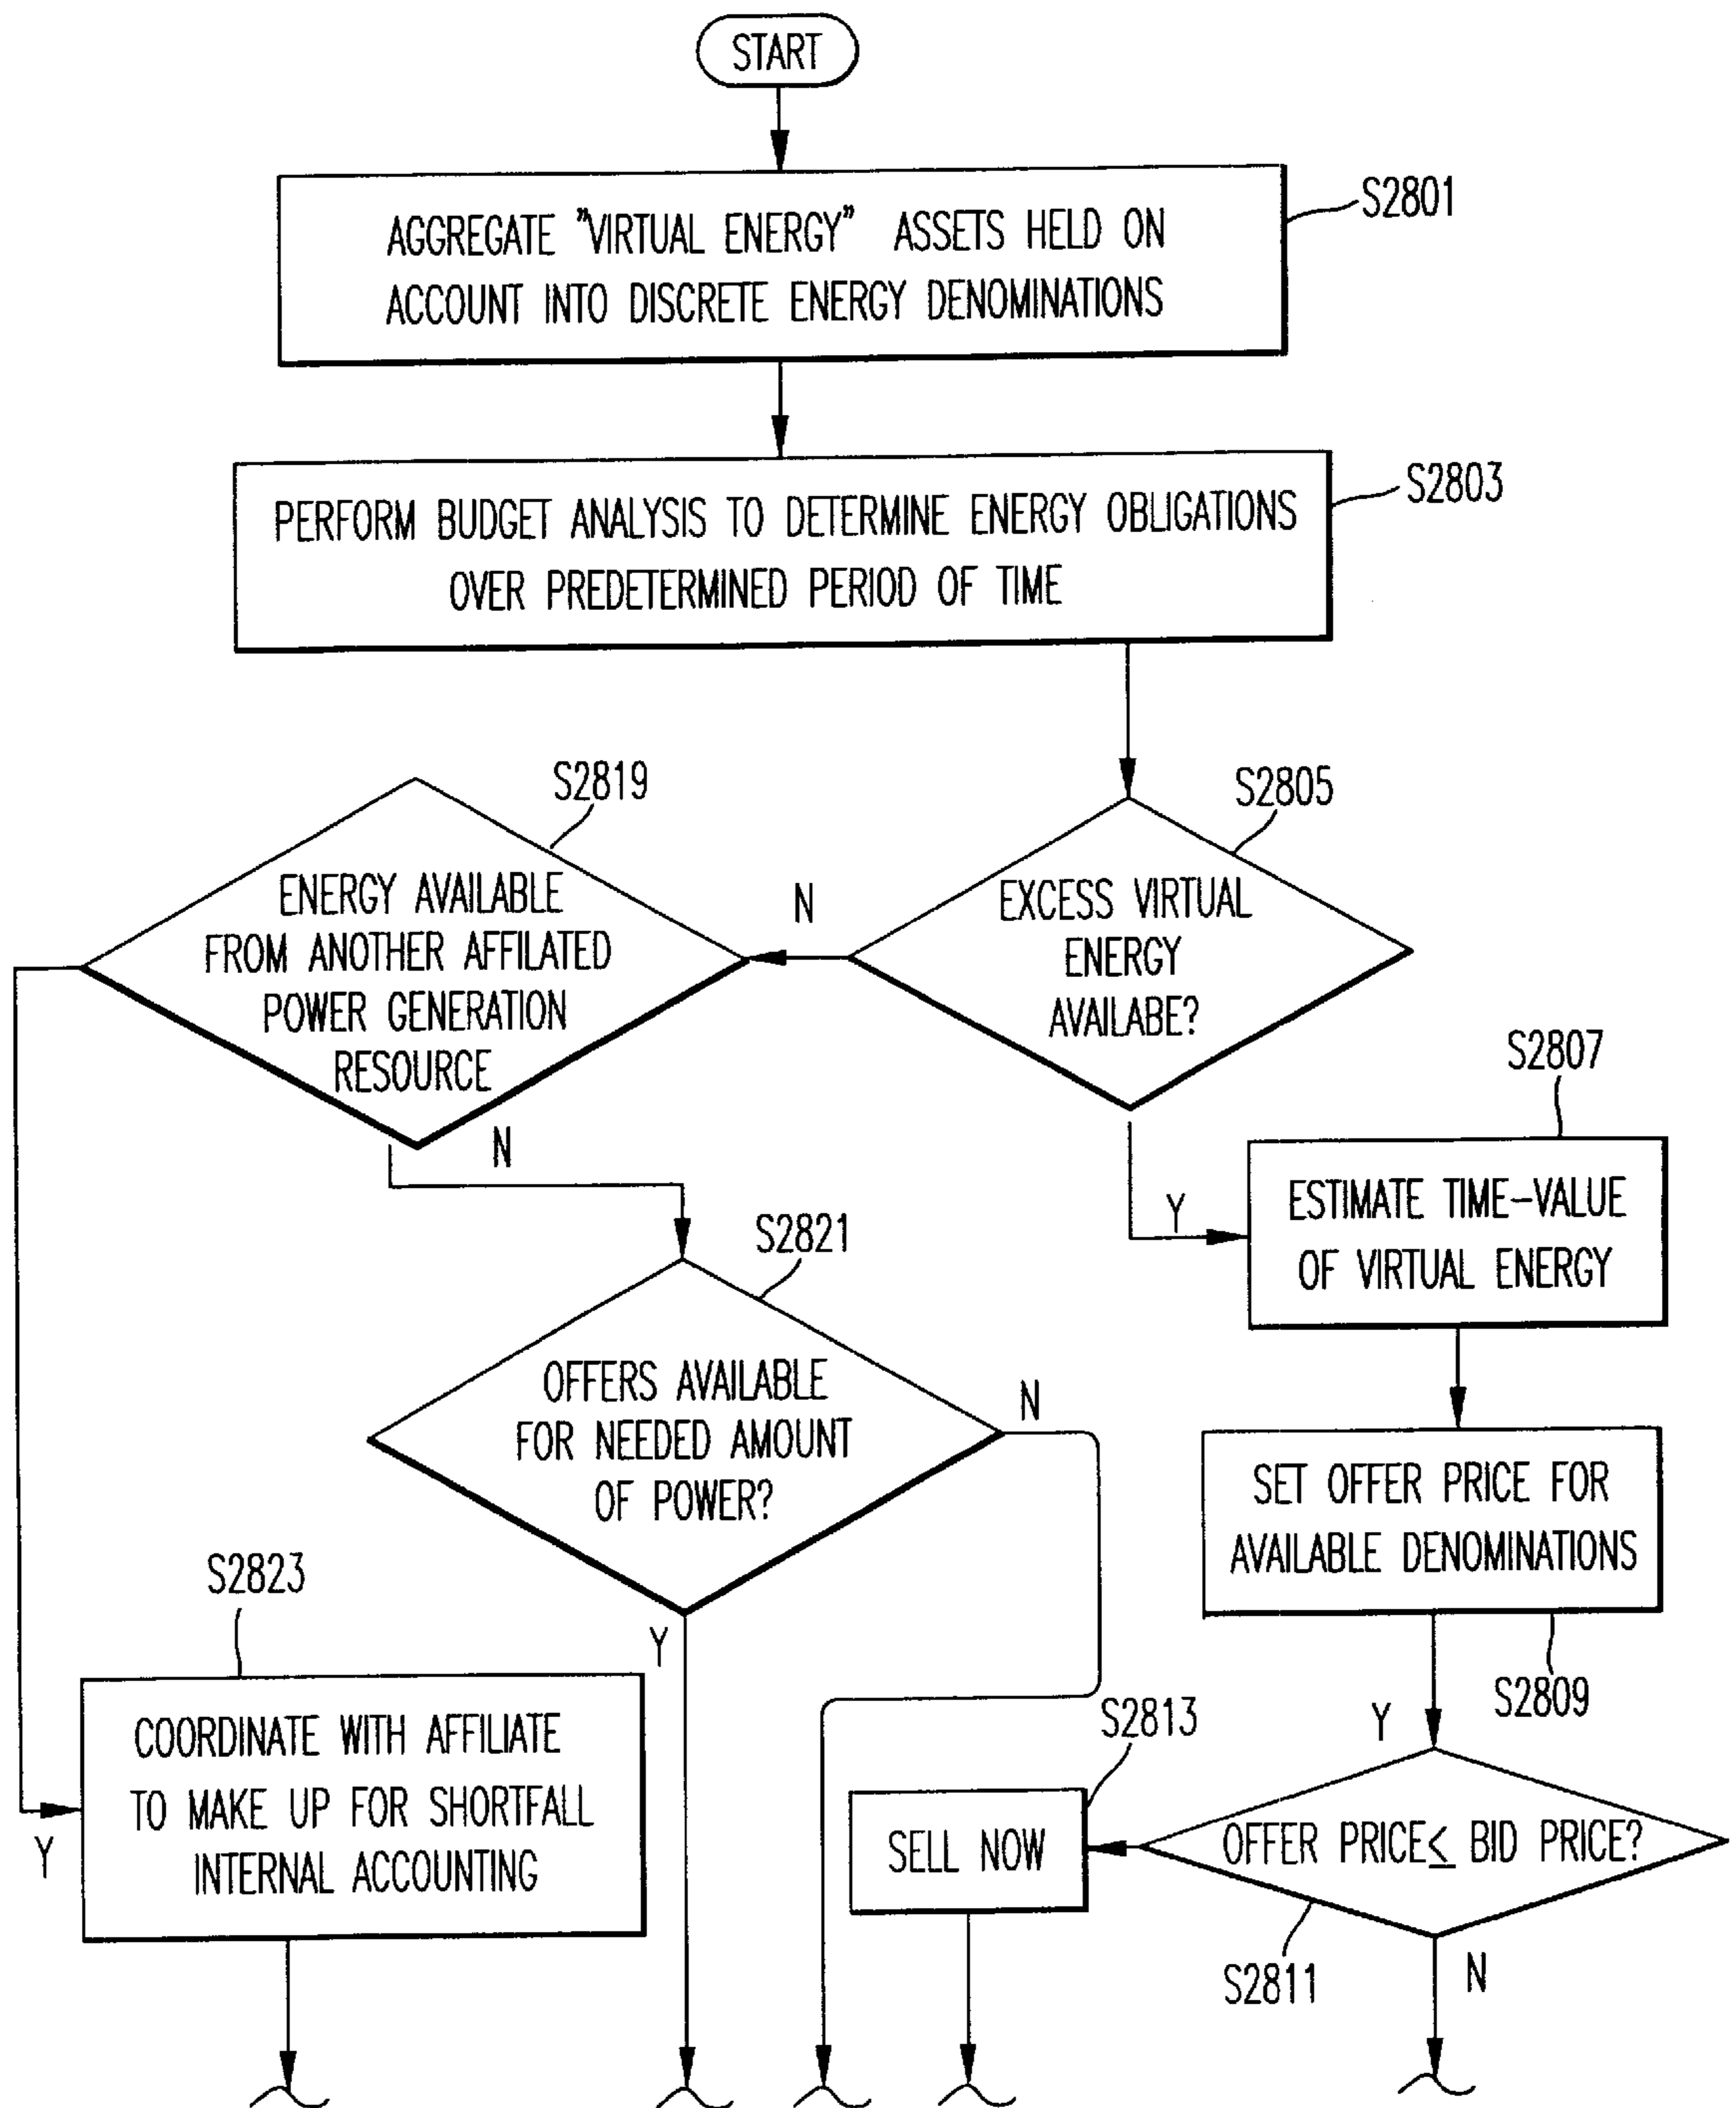 START
S2801
AGGREGATE "VIRTUAL ENERGY" ASSETS HELD ON
ACCOUNT INTO DISCRETE ENERGY DENOMINATIONS
S2803
PERFORM BUDGET ANALYSIS TO DETERMINE ENERGY OBLIGATIONS
OVER PREDETERMINED PERIOD OF TIME
S2819
ENERGY AVAILABLE
FROM ANOTHER AFFILATED
POWER GENERATION
RESOURCE
N
S2805
EXCESS VIRTUAL
ENERGY
AVAILABE?
N
Y
S2807
ESTIMATE TIME-VALUE
OF VIRTUAL ENERGY
S2821
OFFERS AVAILABLE
FOR NEEDED AMOUNT
OF POWER?
N
Y
SET OFFER PRICE FOR
AVAILABLE DENOMINATIONS
S2809
S2823
COORDINATE WITH AFFILIATE
TO MAKE UP FOR SHORTFALL
INTERNAL ACCOUNTING
Y
S2813
SELL NOW
Y
OFFER PRICE≤ BID PRICE?
S2811
N